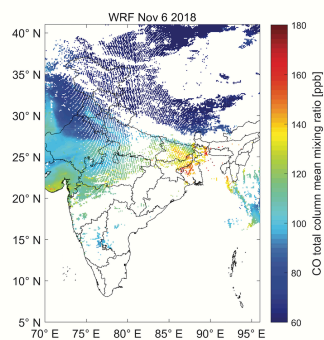 WRF Nov 6 2018
40° N
35° N
30° N
25° N
20° N
15° N
10° N
5° N
70° E 75° E 80° E 85° E 90° E 95° E
180
160
140
120
100
80
60
CO total column mean mixing ratio [ppb]